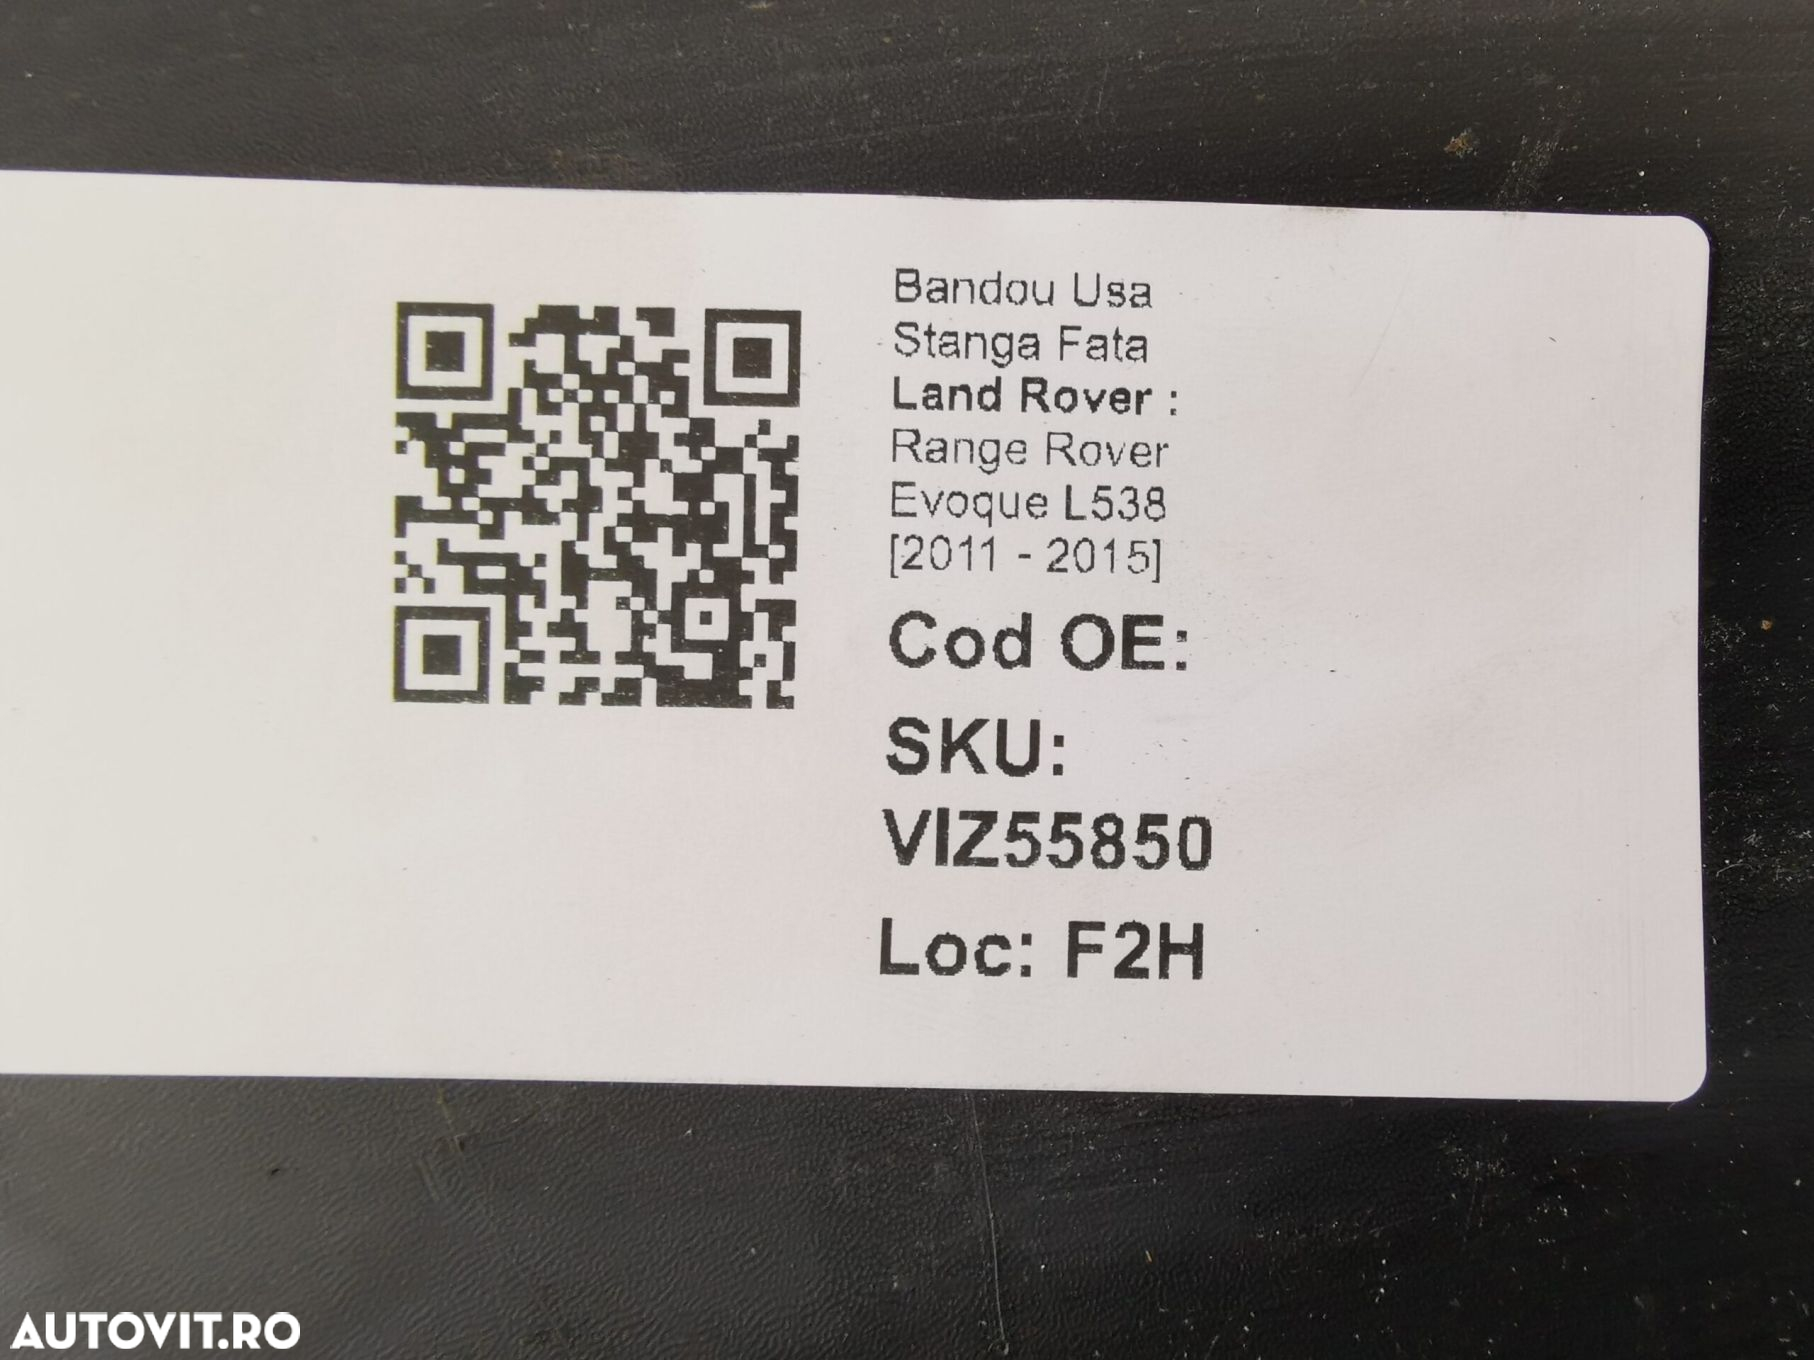 Bandou Usa
Stanga Fata
Land Rover :
Range Rover
Evoque L538
[2011 - 2015]
Cod OE:
SKU:
VIZ55850
Loc: F2H
AUTOVIT.RO